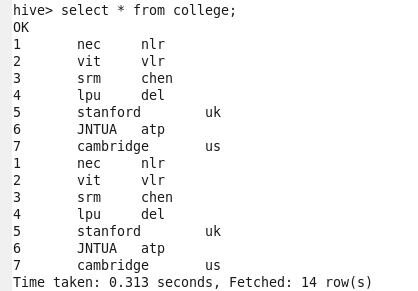 hive> select * from college;
OK
1	nec	nlr
2	vit	vlr
3	srm	chen
4	lpu	del
5	stanford	uk
6	JNTUA	atp
7	cambridge	us
1	nec	nlr
2	vit	vlr
3	srm	chen
4	lpu	del
5	stanford	uk
6	JNTUA	atp
7	cambridge	us
Time taken: 0.313 seconds, Fetched: 14 row(s)